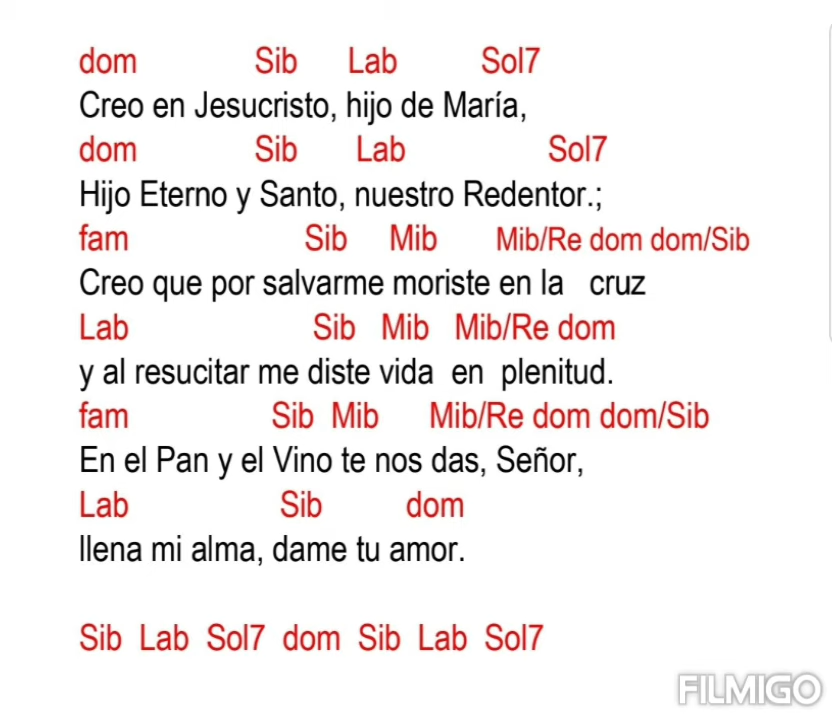 dom Sib Lab Sol7
Creo en Jesucristo, hijo de María,
dom Sib Lab Sol7
Hijo Eterno y Santo, nuestro Redentor.;
fam Sib Mib Mib/Re dom dom/Sib
Creo que por salvarme moriste en la cruz
Lab Sib Mib Mib/Re dom
y al resucitar me diste vida en plenitud.
fam Sib Mib Mib/Re dom dom/Sib
En el Pan y el Vino te nos das, Señor,
Lab Sib dom
llena mi alma, dame tu amor.
Sib Lab Sol7 dom Sib Lab Sol7
FILMIGO